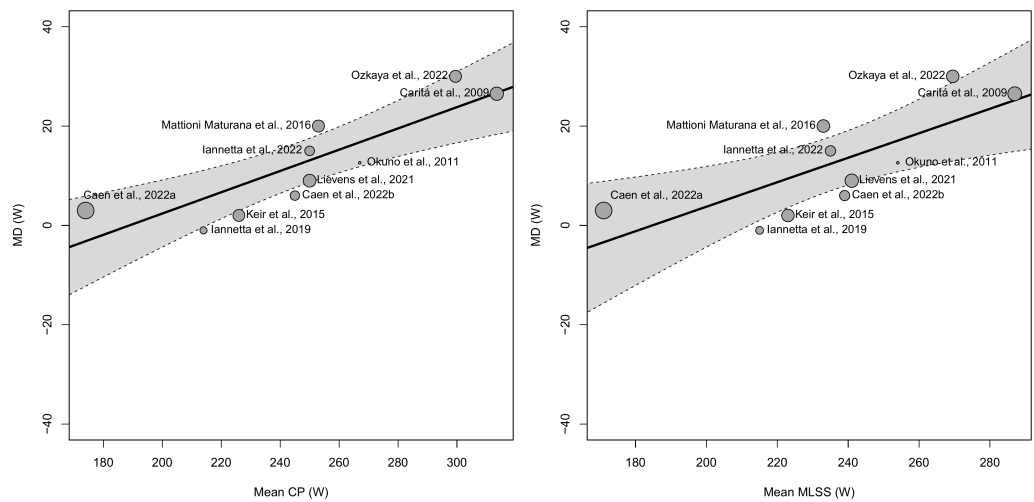 40
20
0
−20
−40
MD (W)
Ozkaya et al., 2022
Caritá et al., 2009
Mattioni Maturana et al., 2016
Iannetta et al., 2022
Okuno et al., 2011
Lievens et al., 2021
Caen et al., 2022a
Caen et al., 2022b
Keir et al., 2015
Iannetta et al., 2019
180 200 220 240 260 280 300
Mean CP (W)
40
20
0
−20
−40
MD (W)
Ozkaya et al., 2022
Caritá et al., 2009
Mattioni Maturana et al., 2016
Iannetta et al., 2022
Okuno et al., 2011
Lievens et al., 2021
Caen et al., 2022a
Caen et al., 2022b
Keir et al., 2015
Iannetta et al., 2019
180 200 220 240 260 280
Mean MLSS (W)